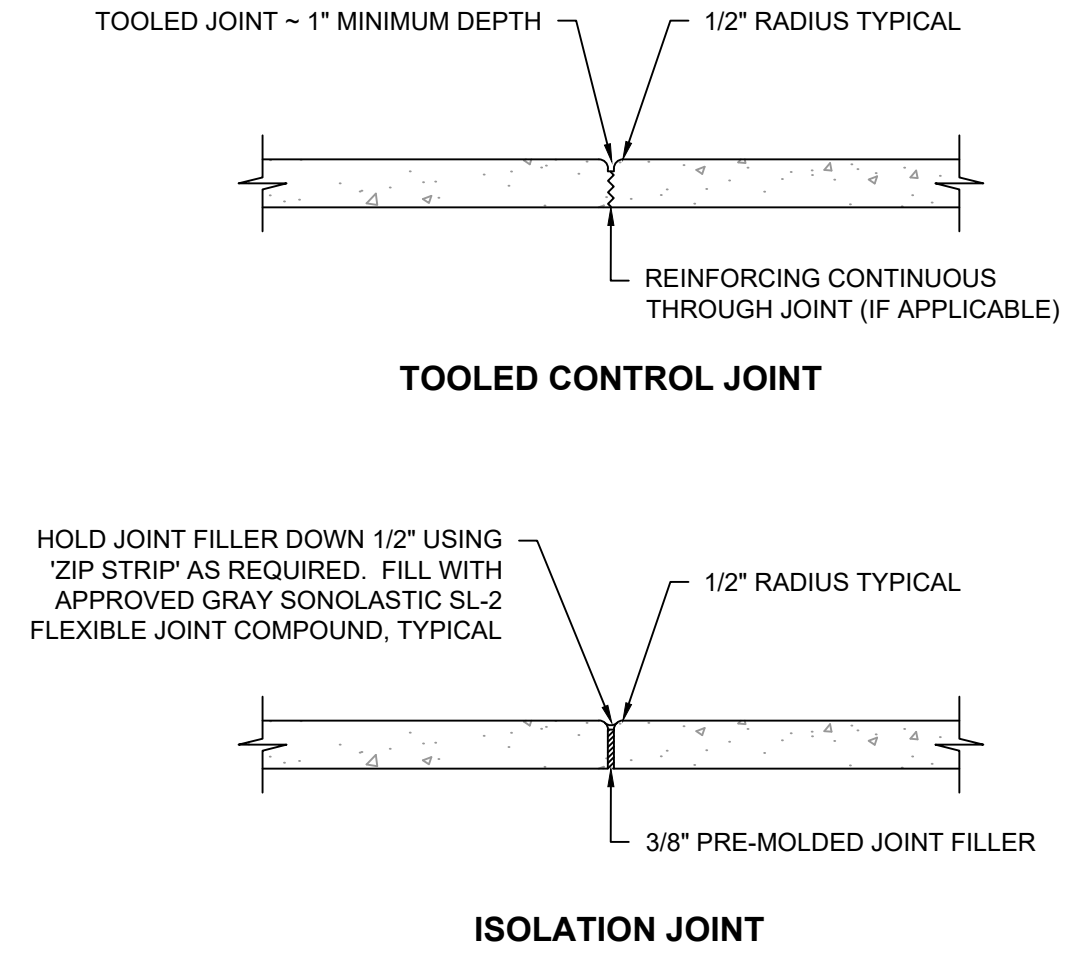 TOOLED JOINT ~ 1" MINIMUM DEPTH
1/2" RADIUS TYPICAL
REINFORCING CONTINUOUS
THROUGH JOINT (IF APPLICABLE)
TOOLED CONTROL JOINT
HOLD JOINT FILLER DOWN 1/2" USING
'ZIP STRIP' AS REQUIRED. FILL WITH
APPROVED GRAY SONOLASTIC SL-2
FLEXIBLE JOINT COMPOUND, TYPICAL
1/2" RADIUS TYPICAL
3/8" PRE-MOLDED JOINT FILLER
ISOLATION JOINT